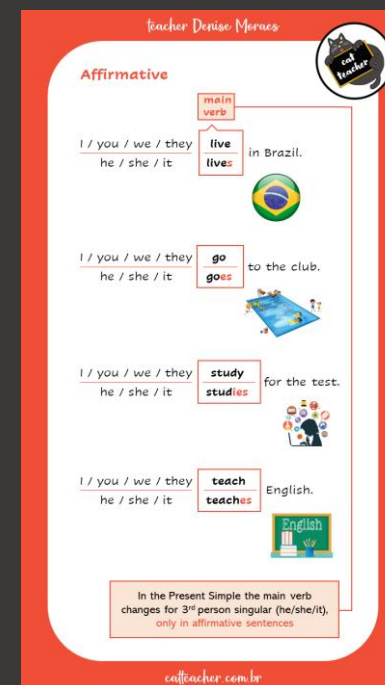 teacher Denise Moraes
cat
teacher
Affirmative
main
verb
I / you / we / they live
he / she / it lives
in Brazil.
I / you / we / they go
he / she / it goes
to the club.
I / you / we / they study
he / she / it studies
for the test.
I / you / we / they teach
he / she / it teaches
English.
English
In the Present Simple the main verb
changes for 3rd person singular (he/she/it),
only in affirmative sentences
catteacher.com.br